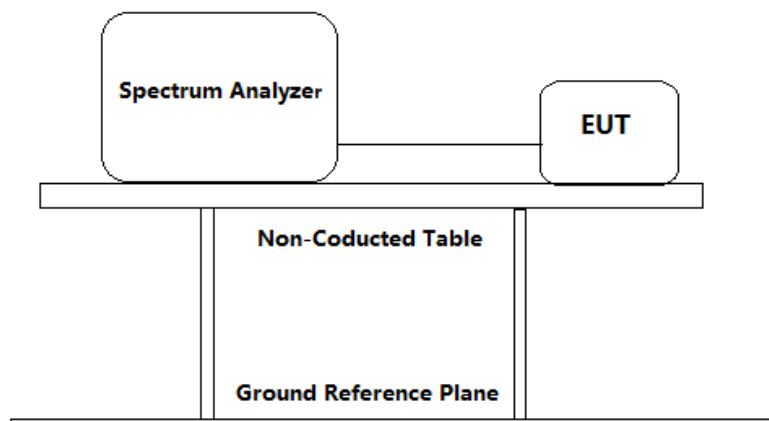 Spectrum Analyzer
EUT
Non-Coducted Table
Ground Reference Plane